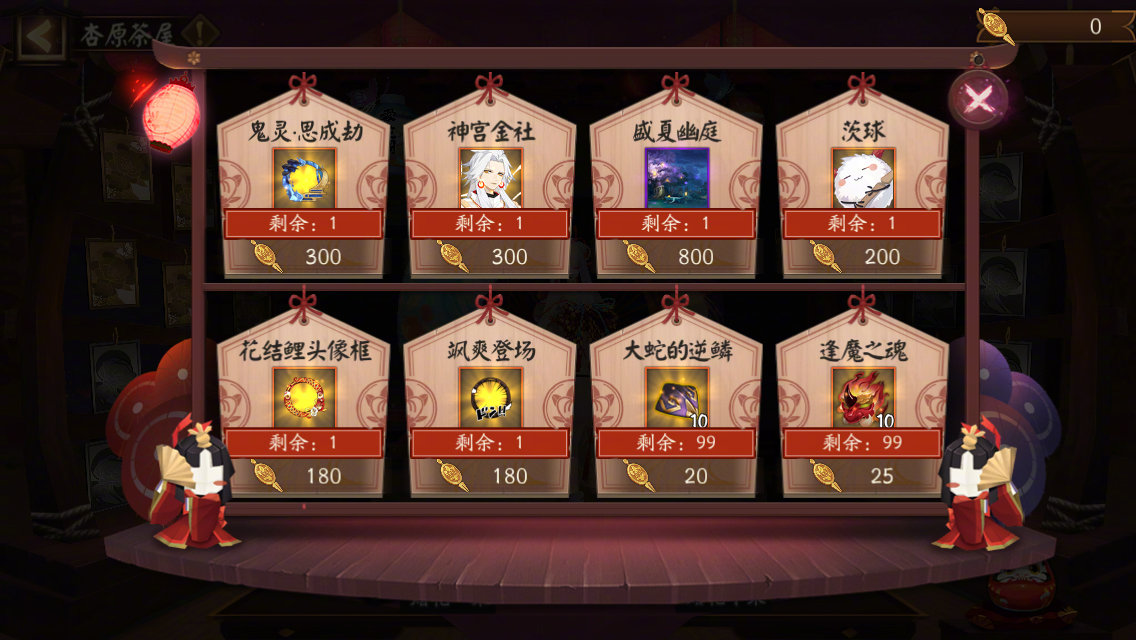 杏原茶屋
0
鬼灵·思成劫
剩余：1
300
神宫金社
剩余：1
300
盛夏幽庭
剩余：1
800
茨球
剩余：1
200
花结鲤头像框
剩余：1
180
飒爽登场
剩余：1
180
大蛇的逆鳞
10
剩余：99
20
逢魔之魂
10
剩余：99
25